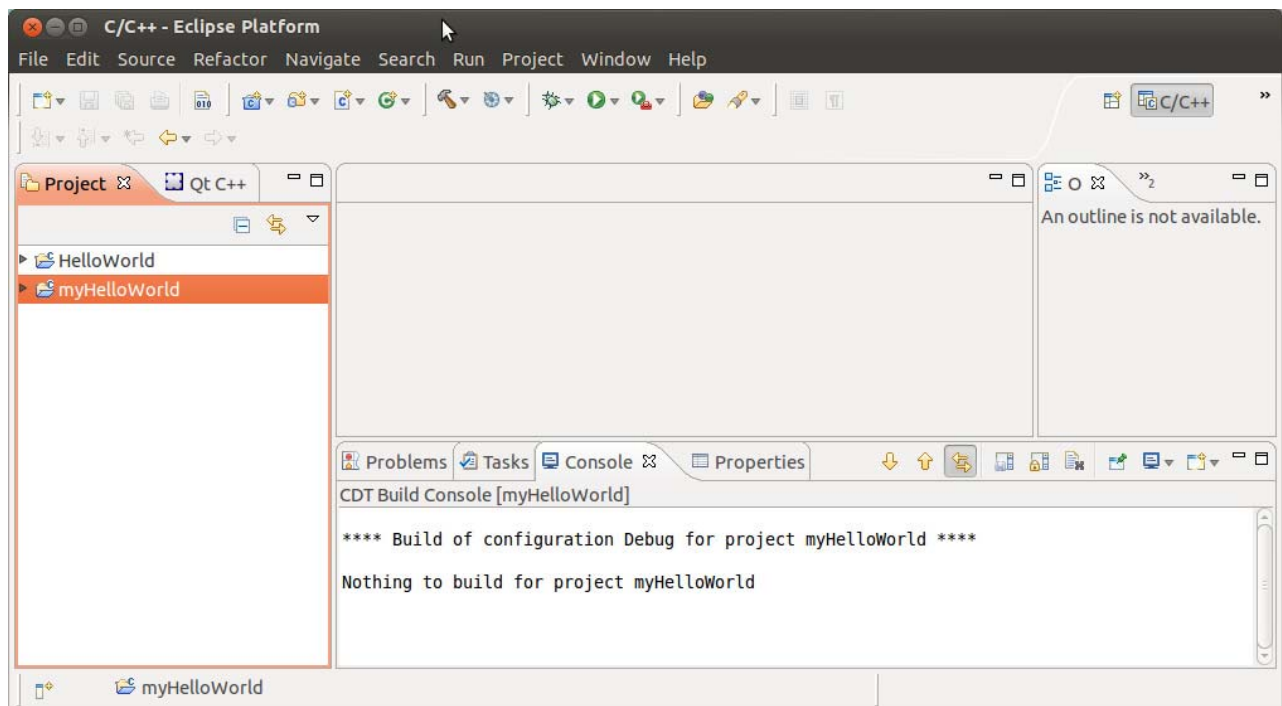 C/C++ - Eclipse Platform
File Edit Source Refactor Navigate Search Run Project Window Help
C/C++ »
Project Qt C++
O »2
An outline is not available.
HelloWorld
myHelloWorld
Problems Tasks Console Properties
CDT Build Console [myHelloWorld]
**** Build of configuration Debug for project myHelloWorld ****
Nothing to build for project myHelloWorld
myHelloWorld